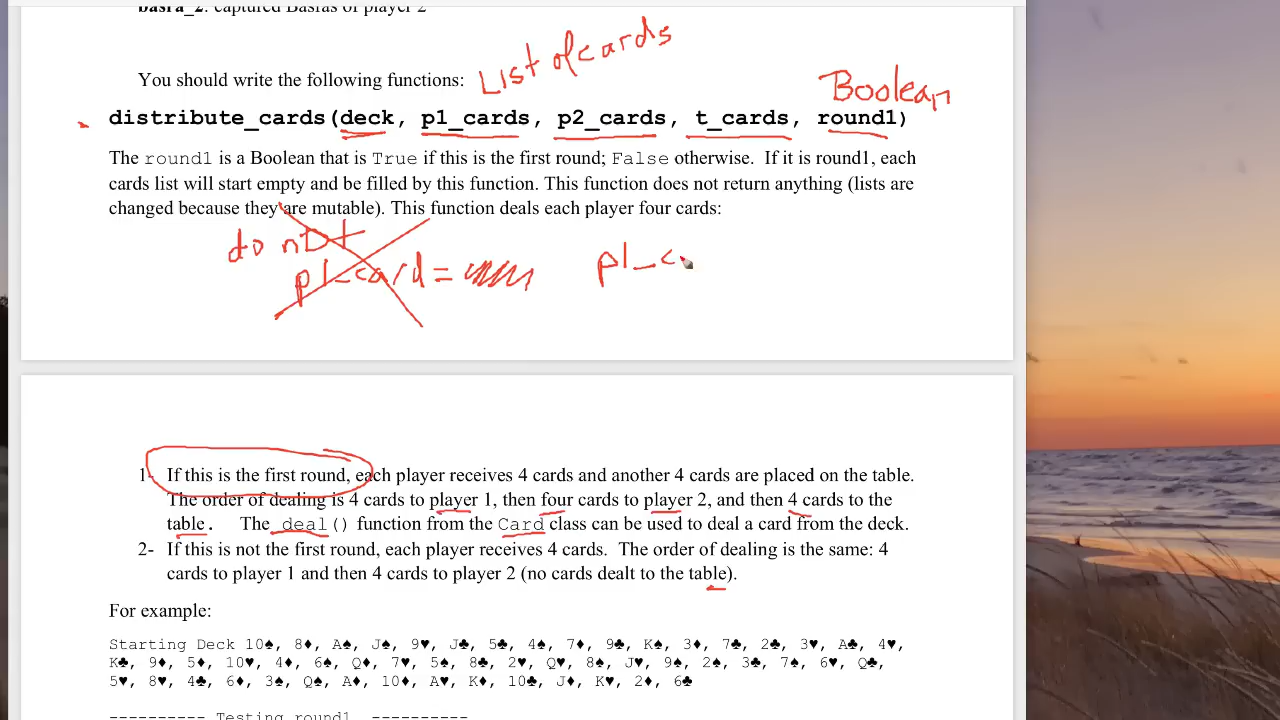 basra_2: captured Basras of player 2
List of cards
You should write the following functions:
Boolean
distribute_cards(deck, p1_cards, p2_cards, t_cards, round1)
The round1 is a Boolean that is True if this is the first round; False otherwise. If it is round1, each
cards list will start empty and be filled by this function. This function does not return anything (lists are
changed because they are mutable). This function deals each player four cards:
do not
p1_card =
p1_c
1- If this is the first round, each player receives 4 cards and another 4 cards are placed on the table.
The order of dealing is 4 cards to player 1, then four cards to player 2, and then 4 cards to the
table. The deal() function from the Card class can be used to deal a card from the deck.
2- If this is not the first round, each player receives 4 cards. The order of dealing is the same: 4
cards to player 1 and then 4 cards to player 2 (no cards dealt to the table).
For example:
Starting Deck 10♠, 8♦, A♠, J♠, 9♥, J♣, 5♣, 4♠, 7♦, 9♣, K♠, 3♦, 7♣, 2♣, 3♥, A♣, 4♥,
K♣, 9♦, 5♦, 10♥, 4♦, 6♠, Q♦, 7♥, 5♠, 8♣, 2♥, Q♥, 8♠, J♥, 9♠, 2♠, 3♣, 7♠, 6♥, Q♣,
5♥, 8♥, 4♣, 6♦, 3♠, Q♠, A♦, 10♦, A♥, K♦, 10♣, J♦, K♥, 2♦, 6♣
---------- Testing round1 ----------